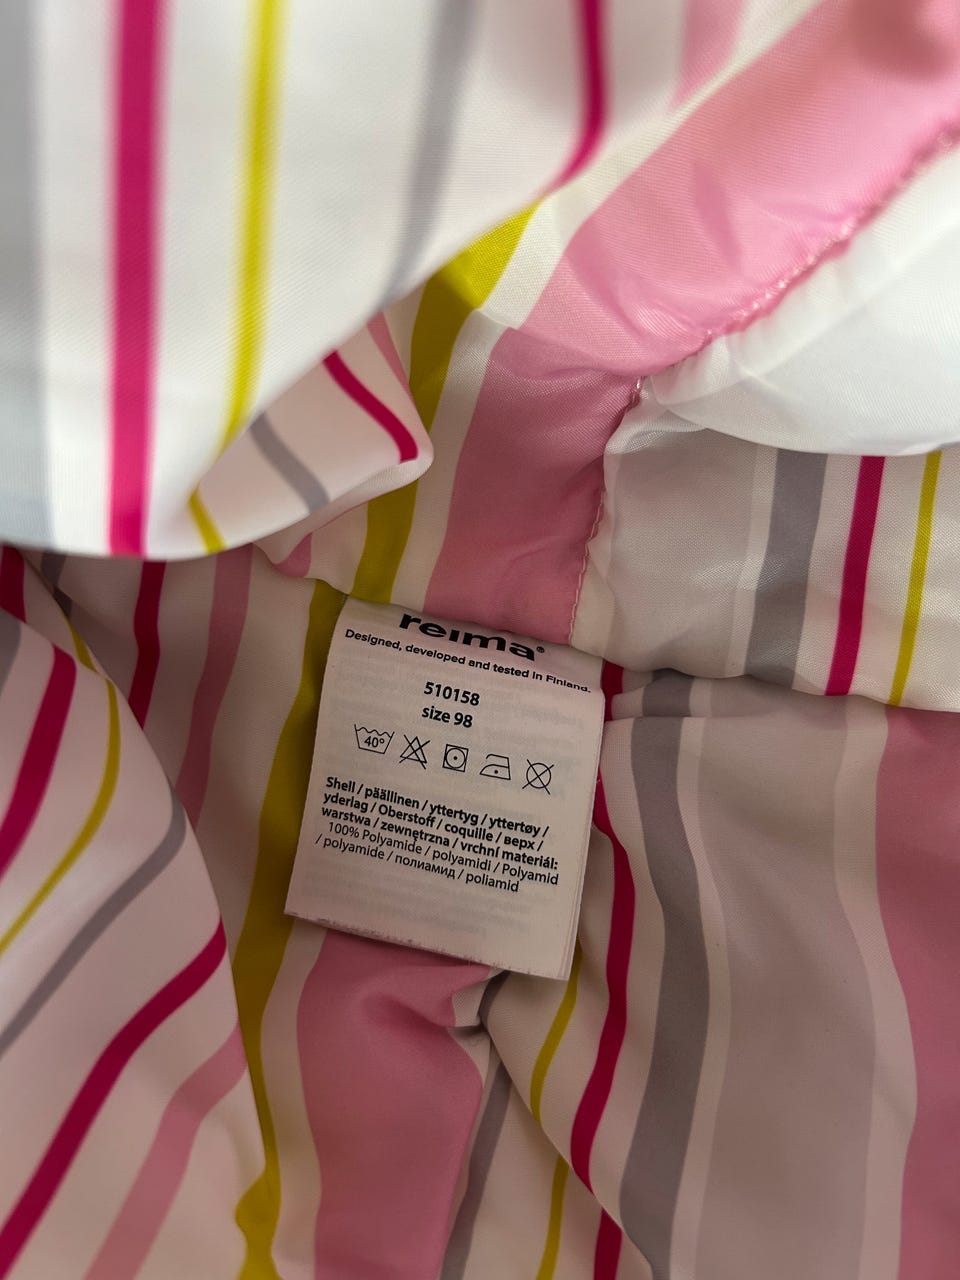 reima®
Designed, developed and tested in Finland.
510158
size 98
40°
Shell / päällinen / yttertyg / yttertøy /
yderlag / Oberstoff / coquille / верх /
warstwa / zewnętrzna / vrchní materiál:
100% Polyamide / polyamidi / Polyamid
/ polyamide / полиамид / poliamid